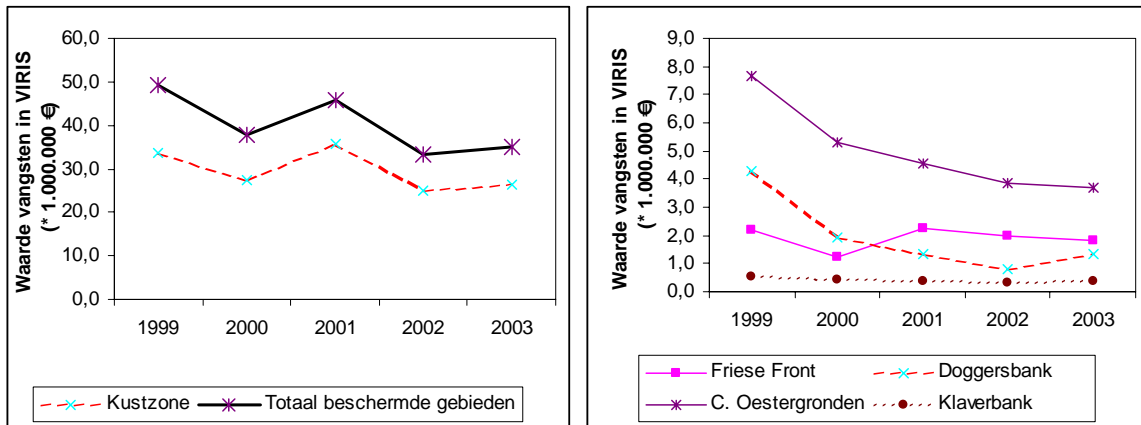 Waarde vangsten in VIRIS
(* 1.000.000 €)
60,0
50,0
40,0
30,0
20,0
10,0
0,0
1999 2000 2001 2002 2003
Kustzone Totaal beschermde gebieden
Waarde vangsten in VIRIS
(* 1.000.000 €)
9,0
8,0
7,0
6,0
5,0
4,0
3,0
2,0
1,0
0,0
1999 2000 2001 2002 2003
Friese Front Doggersbank
C. Oestergronden Klaverbank